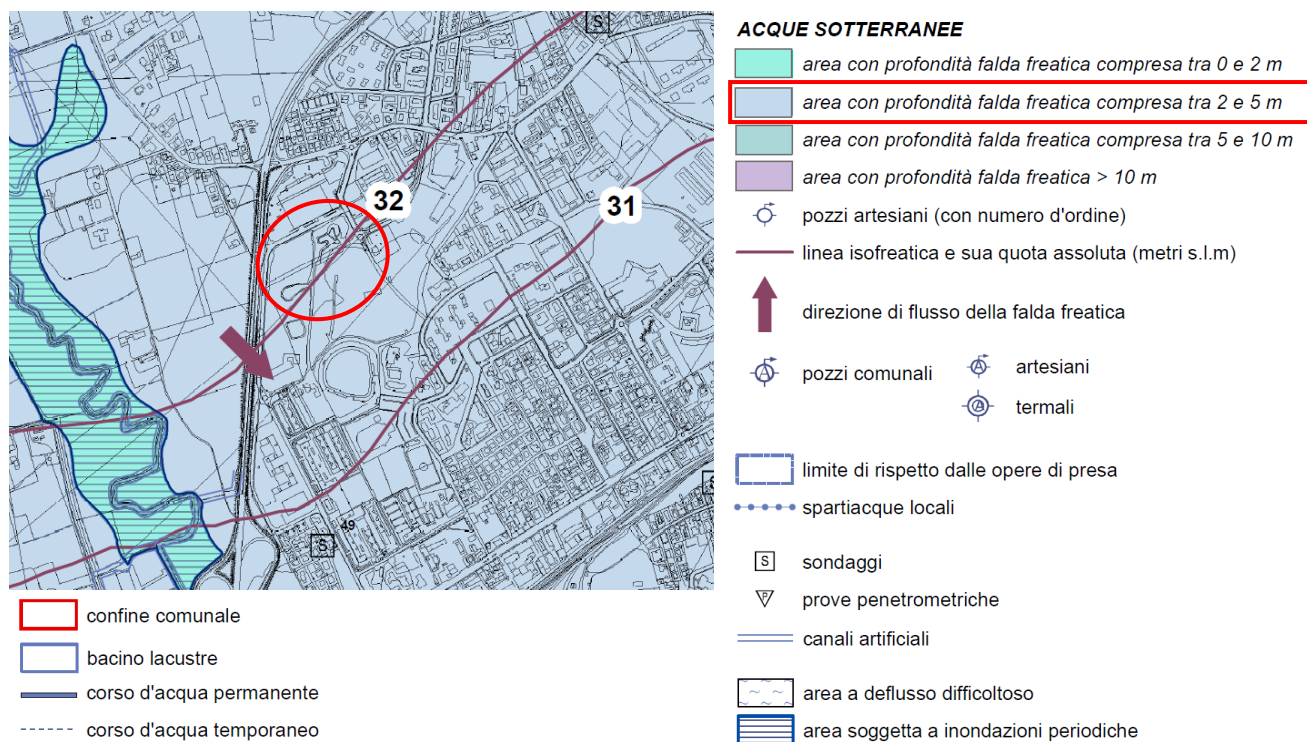 S
32
31
49
S
S
confine comunale
bacino lacustre
corso d'acqua permanente
corso d'acqua temporaneo
ACQUE SOTTERRANEE
area con profondità falda freatica compresa tra 0 e 2 m
area con profondità falda freatica compresa tra 2 e 5 m
area con profondità falda freatica compresa tra 5 e 10 m
area con profondità falda freatica > 10 m
pozzi artesiani (con numero d'ordine)
linea isofreatica e sua quota assoluta (metri s.l.m)
direzione di flusso della falda freatica
A pozzi comunali
A artesiani
A termali
limite di rispetto dalle opere di presa
spartiacque locali
S sondaggi
P prove penetrometriche
canali artificiali
area a deflusso difficoltoso
area soggetta a inondazioni periodiche